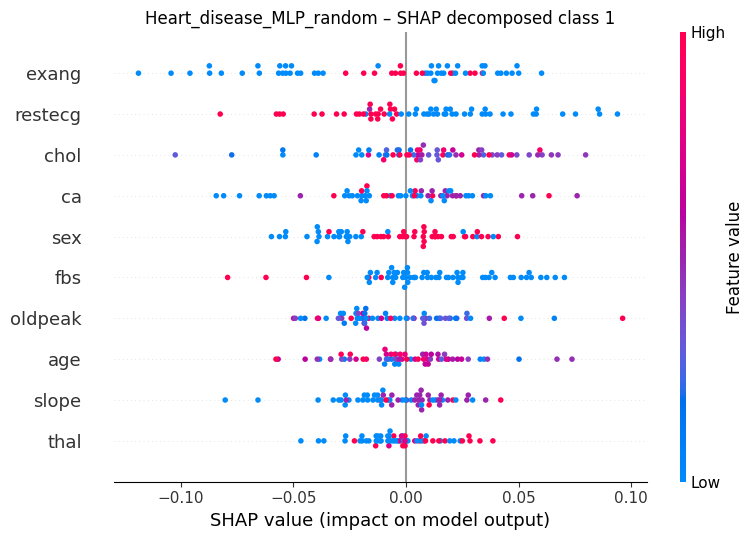 Heart_disease_MLP_random – SHAP decomposed class 1
High
exang
restecg
chol
ca
sex
fbs
oldpeak
age
slope
thal
Feature value
Low
−0.10 −0.05 0.00 0.05 0.10
SHAP value (impact on model output)